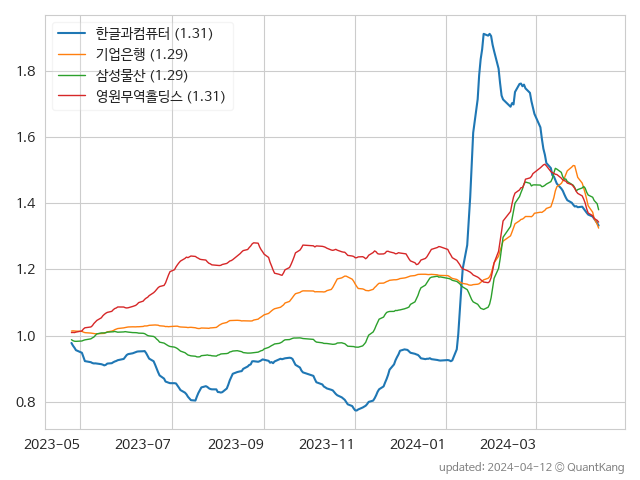 한글과컴퓨터 (1.31)
기업은행 (1.29)
삼성물산 (1.29)
영원무역홀딩스 (1.31)
1.8
1.6
1.4
1.2
1.0
0.8
2023-05 2023-07 2023-09 2023-11 2024-01 2024-03
updated: 2024-04-12 © QuantKang